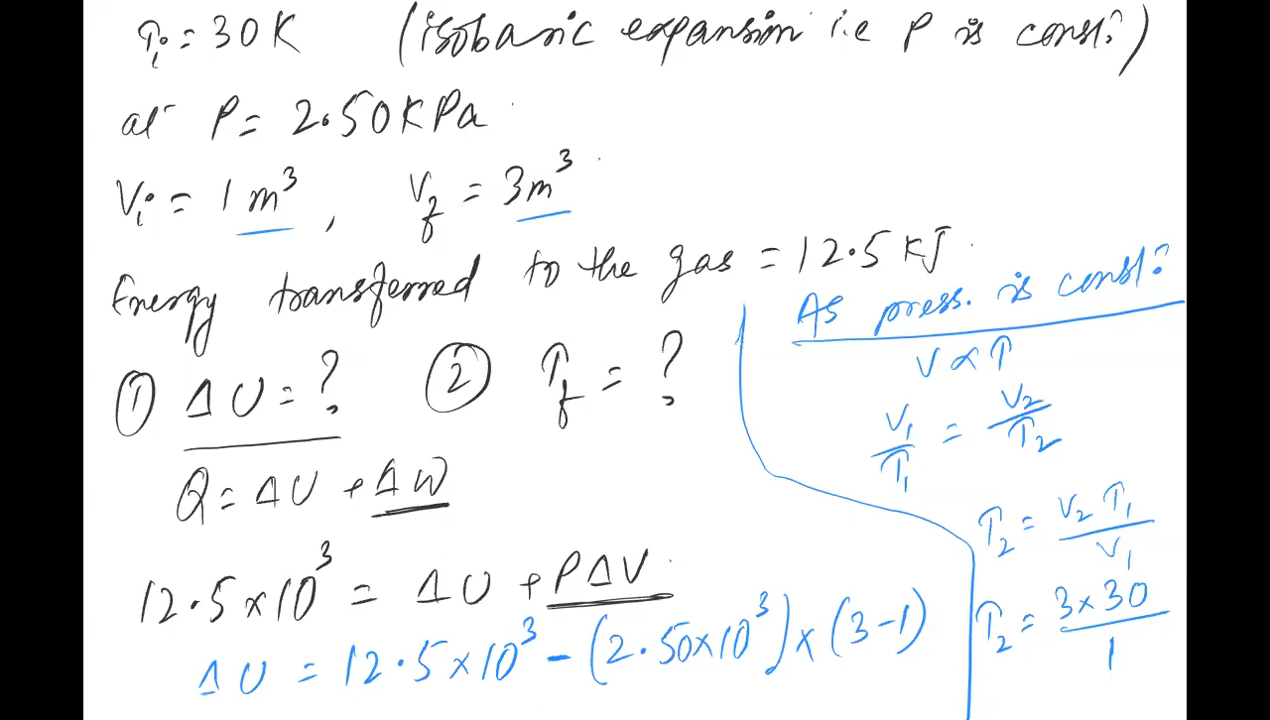 Ti = 30K (isobaric expansion i.e P is const.)
at P = 2.50 KPa
Vi = 1 m³, Vf = 3m³
Energy transferred to the gas = 12.5 KJ
① ΔU = ? ② Tf = ?
Q = ΔU + ΔW
12.5×10³ = ΔU + PΔV
ΔU = 12.5×10³ - (2.50×10³) × (3-1)
As press. is const.
V ∝ T
V₁/T₁ = V₂/T₂
T₂ = V₂ T₁/V₁
T₂ = 3×30/1